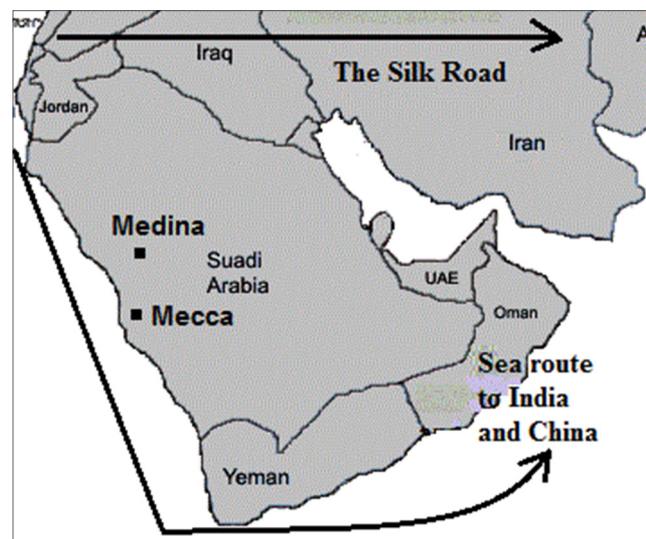 Iraq
A
The Silk Road
Jordan
Iran
Medina
Suadi
Arabia
UAE
Mecca
Oman
Sea route
to India
and China
Yeman